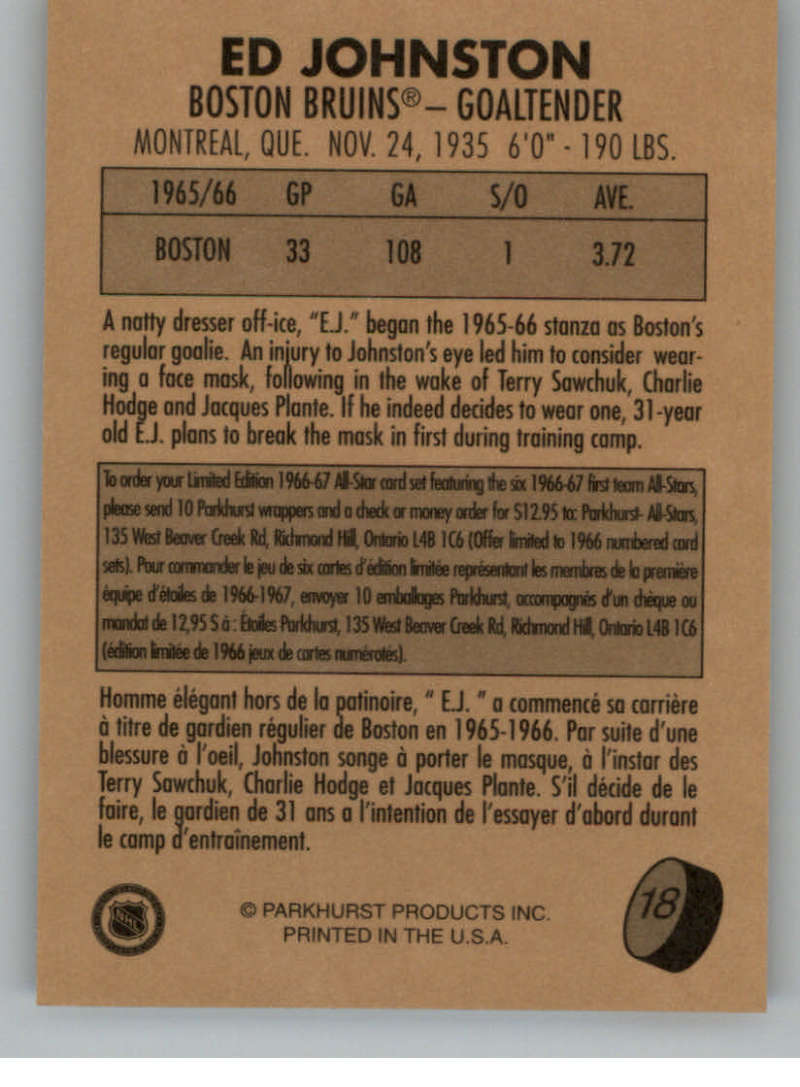 ED JOHNSTON
BOSTON BRUINS® – GOALTENDER
MONTREAL, QUE. NOV. 24, 1935 6'0" - 190 LBS.
1965/66 GP GA S/O AVE.
BOSTON 33 108 1 3.72
A natty dresser off-ice, "E.J." began the 1965-66 stanza as Boston's
regular goalie. An injury to Johnston's eye led him to consider wear-
ing a face mask, following in the wake of Terry Sawchuk, Charlie
Hodge and Jacques Plante. If he indeed decides to wear one, 31-year
old E.J. plans to break the mask in first during training camp.
To order your Limited Edition 1966-67 All-Star card set featuring the six 1966-67 first team All-Stars,
please send 10 Parkhurst wrappers and a check or money order for $12.95 to: Parkhurst- All-Stars,
135 West Beaver Creek Rd, Richmond Hill, Ontario L4B 1C6 (Offer limited to 1966 numbered card
sets). Pour commander le jeu de six cartes d'édition limitée représentant les membres de la première
équipe d'étoiles de 1966-1967, envoyer 10 emballages Parkhurst, accompagnés d'un chèque ou
mandat de 12,95 $ à : Étoiles Parkhurst, 135 West Beaver Creek Rd, Richmond Hill, Ontario L4B 1C6
(édition limitée de 1966 jeux de cartes numérotés).
Homme élégant hors de la patinoire, " E.J. " a commencé sa carrière
à titre de gardien régulier de Boston en 1965-1966. Par suite d'une
blessure à l'oeil, Johnston songe à porter le masque, à l'instar des
Terry Sawchuk, Charlie Hodge et Jacques Plante. S'il décide de le
faire, le gardien de 31 ans a l'intention de l'essayer d'abord durant
le camp d'entraînement.
NHL
© PARKHURST PRODUCTS INC.
PRINTED IN THE U.S.A.
18